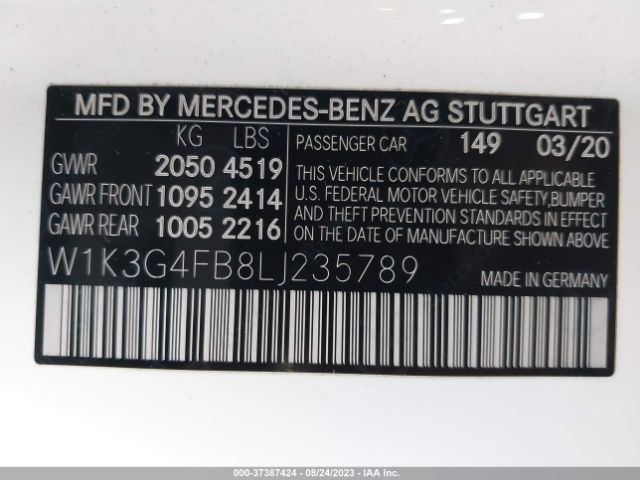 MFD BY MERCEDES-BENZ AG STUTTGART
KG LBS
GVWR 2050 4519
GAWR FRONT 1095 2414
GAWR REAR 1005 2216
PASSENGER CAR 149 03/20
THIS VEHICLE CONFORMS TO ALL APPLICABLE
U.S. FEDERAL MOTOR VEHICLE SAFETY,BUMPER
AND THEFT PREVENTION STANDARDS IN EFFECT
ON THE DATE OF MANUFACTURE SHOWN ABOVE
W1K3G4FB8LJ235789
MADE IN GERMANY
000-37387424 - 08/24/2023 - IAAI.COM